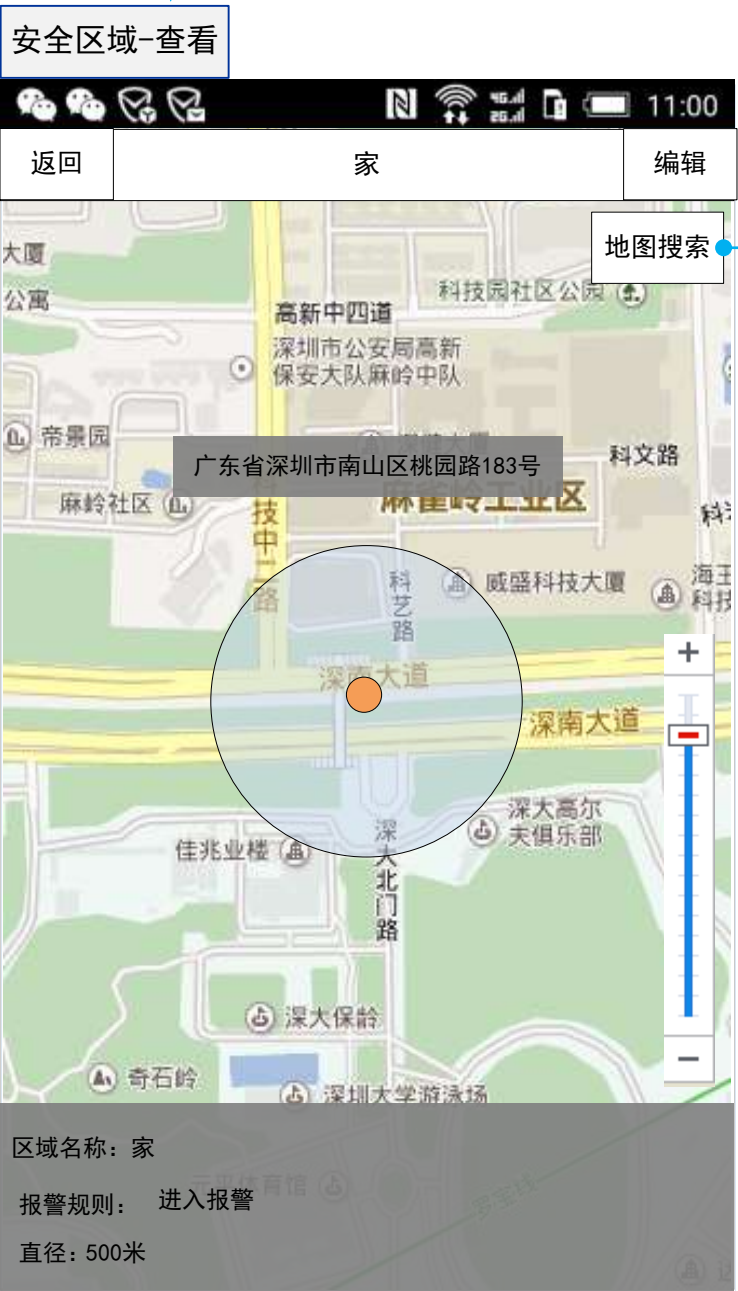 安全区域-查看
4G
2G
11:00
返回
家
编辑
地图搜索
大厦
公寓
科技园社区公园
高新中四道
深圳市公安局高新
保安大队麻岭中队
帝景园
科文路
广东省深圳市南山区桃园路183号
麻岭社区
麻雀岭工业区
技中二路
科艺路
威盛科技大厦
海王
科技
+
深南大道
深南大道
深大高尔
夫俱乐部
佳兆业楼
深大北门路
深大保龄
奇石岭
深圳大学游泳场
−
区域名称：家
报警规则： 进入报警
体育馆
罗宝线
直径：500米